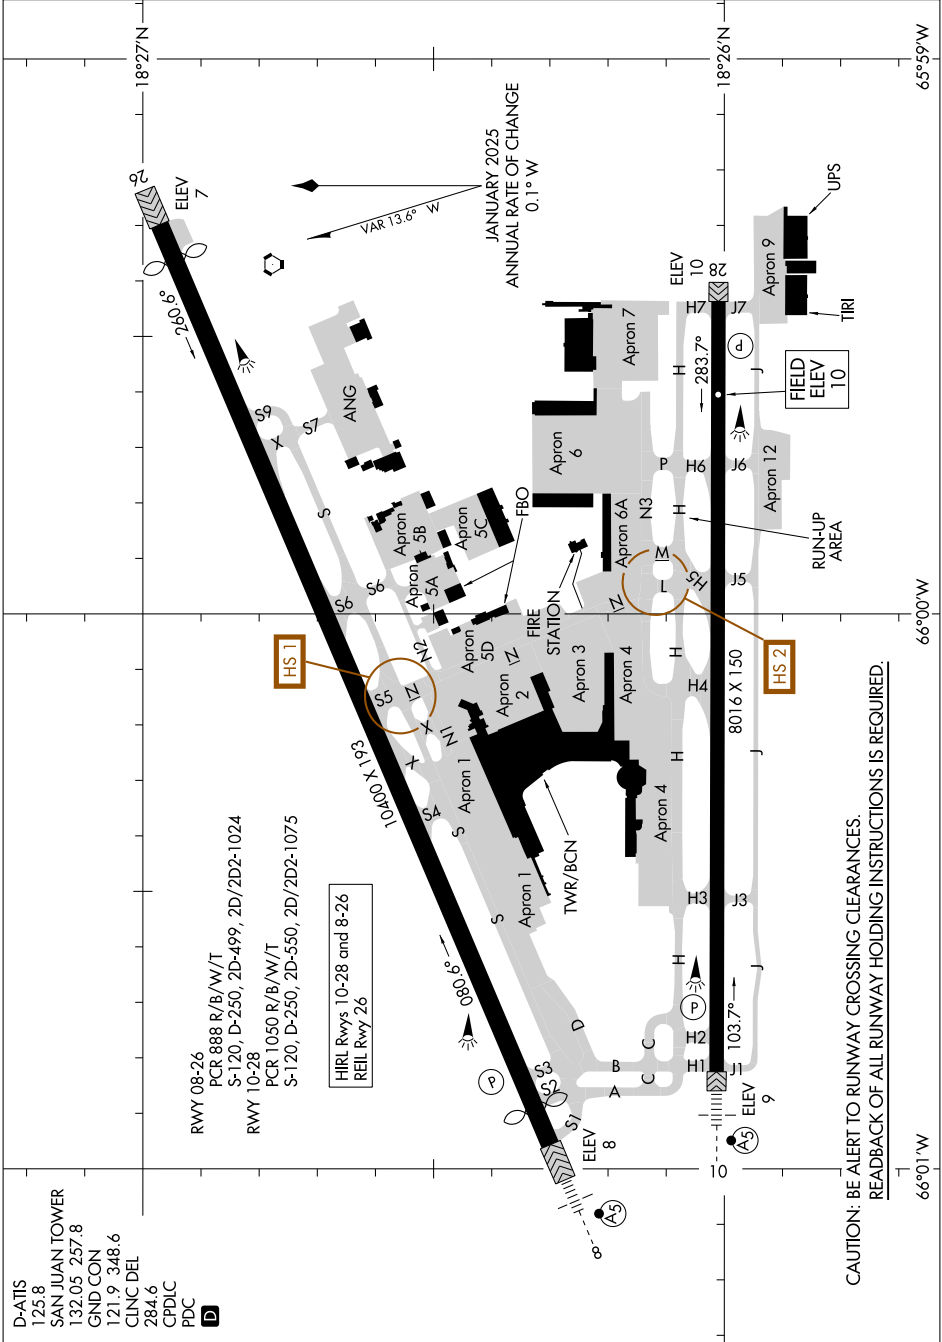 D-ATIS
125.8
SAN JUAN TOWER
132.05 257.8
GND CON
121.9 348.6
CLNC DEL
284.6
CPDLC
PDC
D
RWY 08-26
PCR 888 R/B/W/T
S-120, D-250, 2D-499, 2D/2D2-1024
RWY 10-28
PCR 1050 R/B/W/T
S-120, D-250, 2D-550, 2D/2D2-1075
HIRL Rwys 10-28 and 8-26
REIL Rwy 26
18°27'N
18°26'N
65°59'W
66°00'W
66°01'W
JANUARY 2025
ANNUAL RATE OF CHANGE
0.1° W
VAR 13.6° W
26
ELEV
7
260.6°
10400 X 193
080.6°
8
ELEV
8
A5
P
HS 1
S9
X
S7
S
S6
S6
S5
N2
Z
X
X
N1
S4
S
S
S3
S2
S1
D
ANG
Apron
5B
Apron
5C
Apron
5A
Apron
5D
Z
FBO
Apron
2
Apron 1
Apron 1
TWR/BCN
Apron 3
Apron 4
Apron 4
FIRE
STATION
Z
Apron
6
Apron 6A
Apron 7
N3
P
M
L
HS 2
A
B
C
C
H1
H2
H
H3
H
H4
H
H5
H
H6
H
H7
RUN-UP
AREA
ELEV
10
28
283.7°
8016 X 150
103.7°
10
ELEV
9
A5
P
P
FIELD
ELEV
10
J1
J
J3
J
J5
J6
J
J7
Apron 12
Apron 9
UPS
TIRI
CAUTION: BE ALERT TO RUNWAY CROSSING CLEARANCES.
READBACK OF ALL RUNWAY HOLDING INSTRUCTIONS IS REQUIRED.